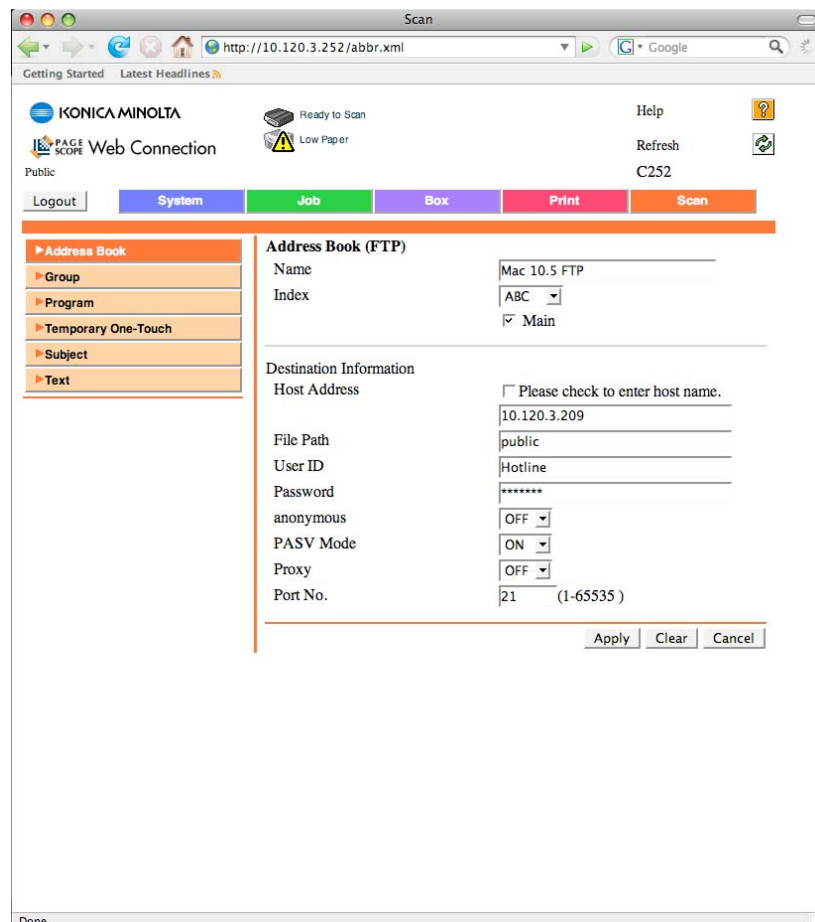 Scan
http://10.120.3.252/abbr.xml
G Google
Getting Started Latest Headlines
KONICA MINOLTA
Ready to Scan
Help
PAGE SCOPE Web Connection
Low Paper
Refresh
Public
C252
Logout System Job Box Print Scan
Address Book
Group
Program
Temporary One-Touch
Subject
Text
Address Book (FTP)
Name Mac 10.5 FTP
Index ABC
Main
Destination Information
Host Address Please check to enter host name.
10.120.3.209
File Path public
User ID Hotline
Password *******
anonymous OFF
PASV Mode ON
Proxy OFF
Port No. 21 (1-65535 )
Apply Clear Cancel
Done